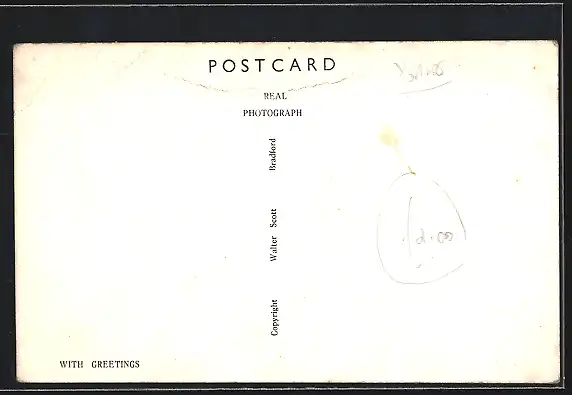 POSTCARD
REAL
PHOTOGRAPH
Copyright Walter Scott Bradford
WITH GREETINGS